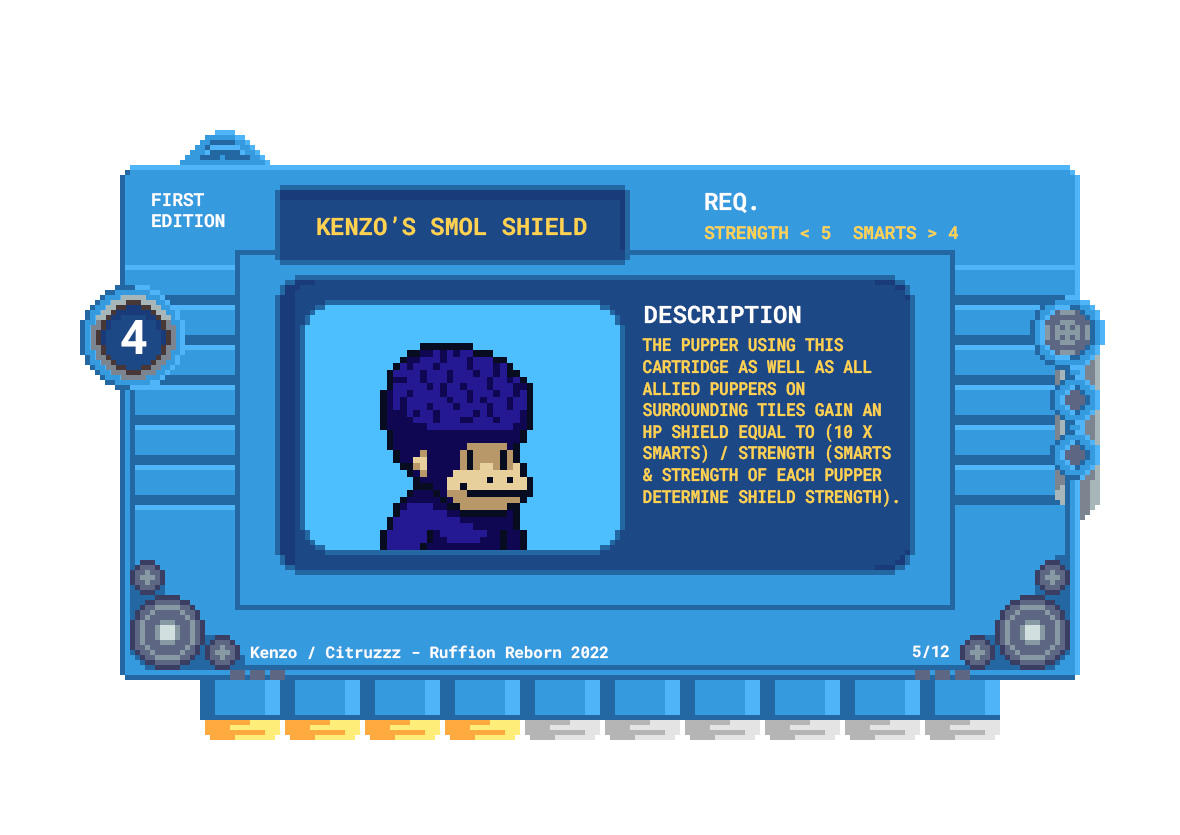 FIRST
EDITION
KENZO’S SMOL SHIELD
REQ.
STRENGTH < 5  SMARTS > 4
4
DESCRIPTION
THE PUPPER USING THIS
CARTRIDGE AS WELL AS ALL
ALLIED PUPPERS ON
SURROUNDING TILES GAIN AN
HP SHIELD EQUAL TO (10 X
SMARTS) / STRENGTH (SMARTS
& STRENGTH OF EACH PUPPER
DETERMINE SHIELD STRENGTH).
Kenzo / Citruzzz - Ruffion Reborn 2022
5/12